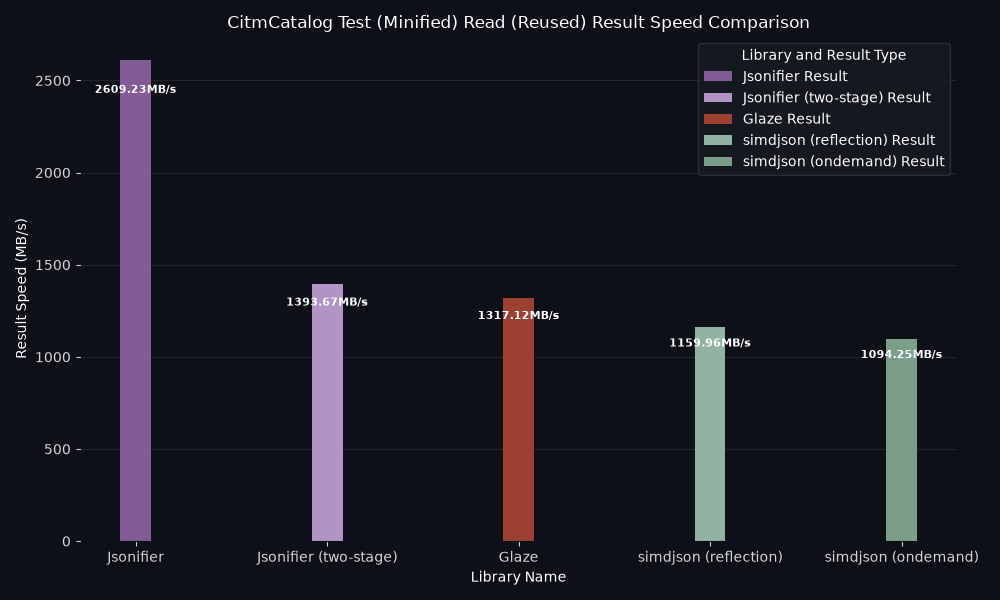 CitmCatalog Test (Minified) Read (Reused) Result Speed Comparison
Library and Result Type
Jsonifier Result
Jsonifier (two-stage) Result
Glaze Result
simdjson (reflection) Result
simdjson (ondemand) Result
Result Speed (MB/s)
2500
2000
1500
1000
500
0
2609.23MB/s
1393.67MB/s
1317.12MB/s
1159.96MB/s
1094.25MB/s
Jsonifier
Jsonifier (two-stage)
Glaze
simdjson (reflection)
simdjson (ondemand)
Library Name